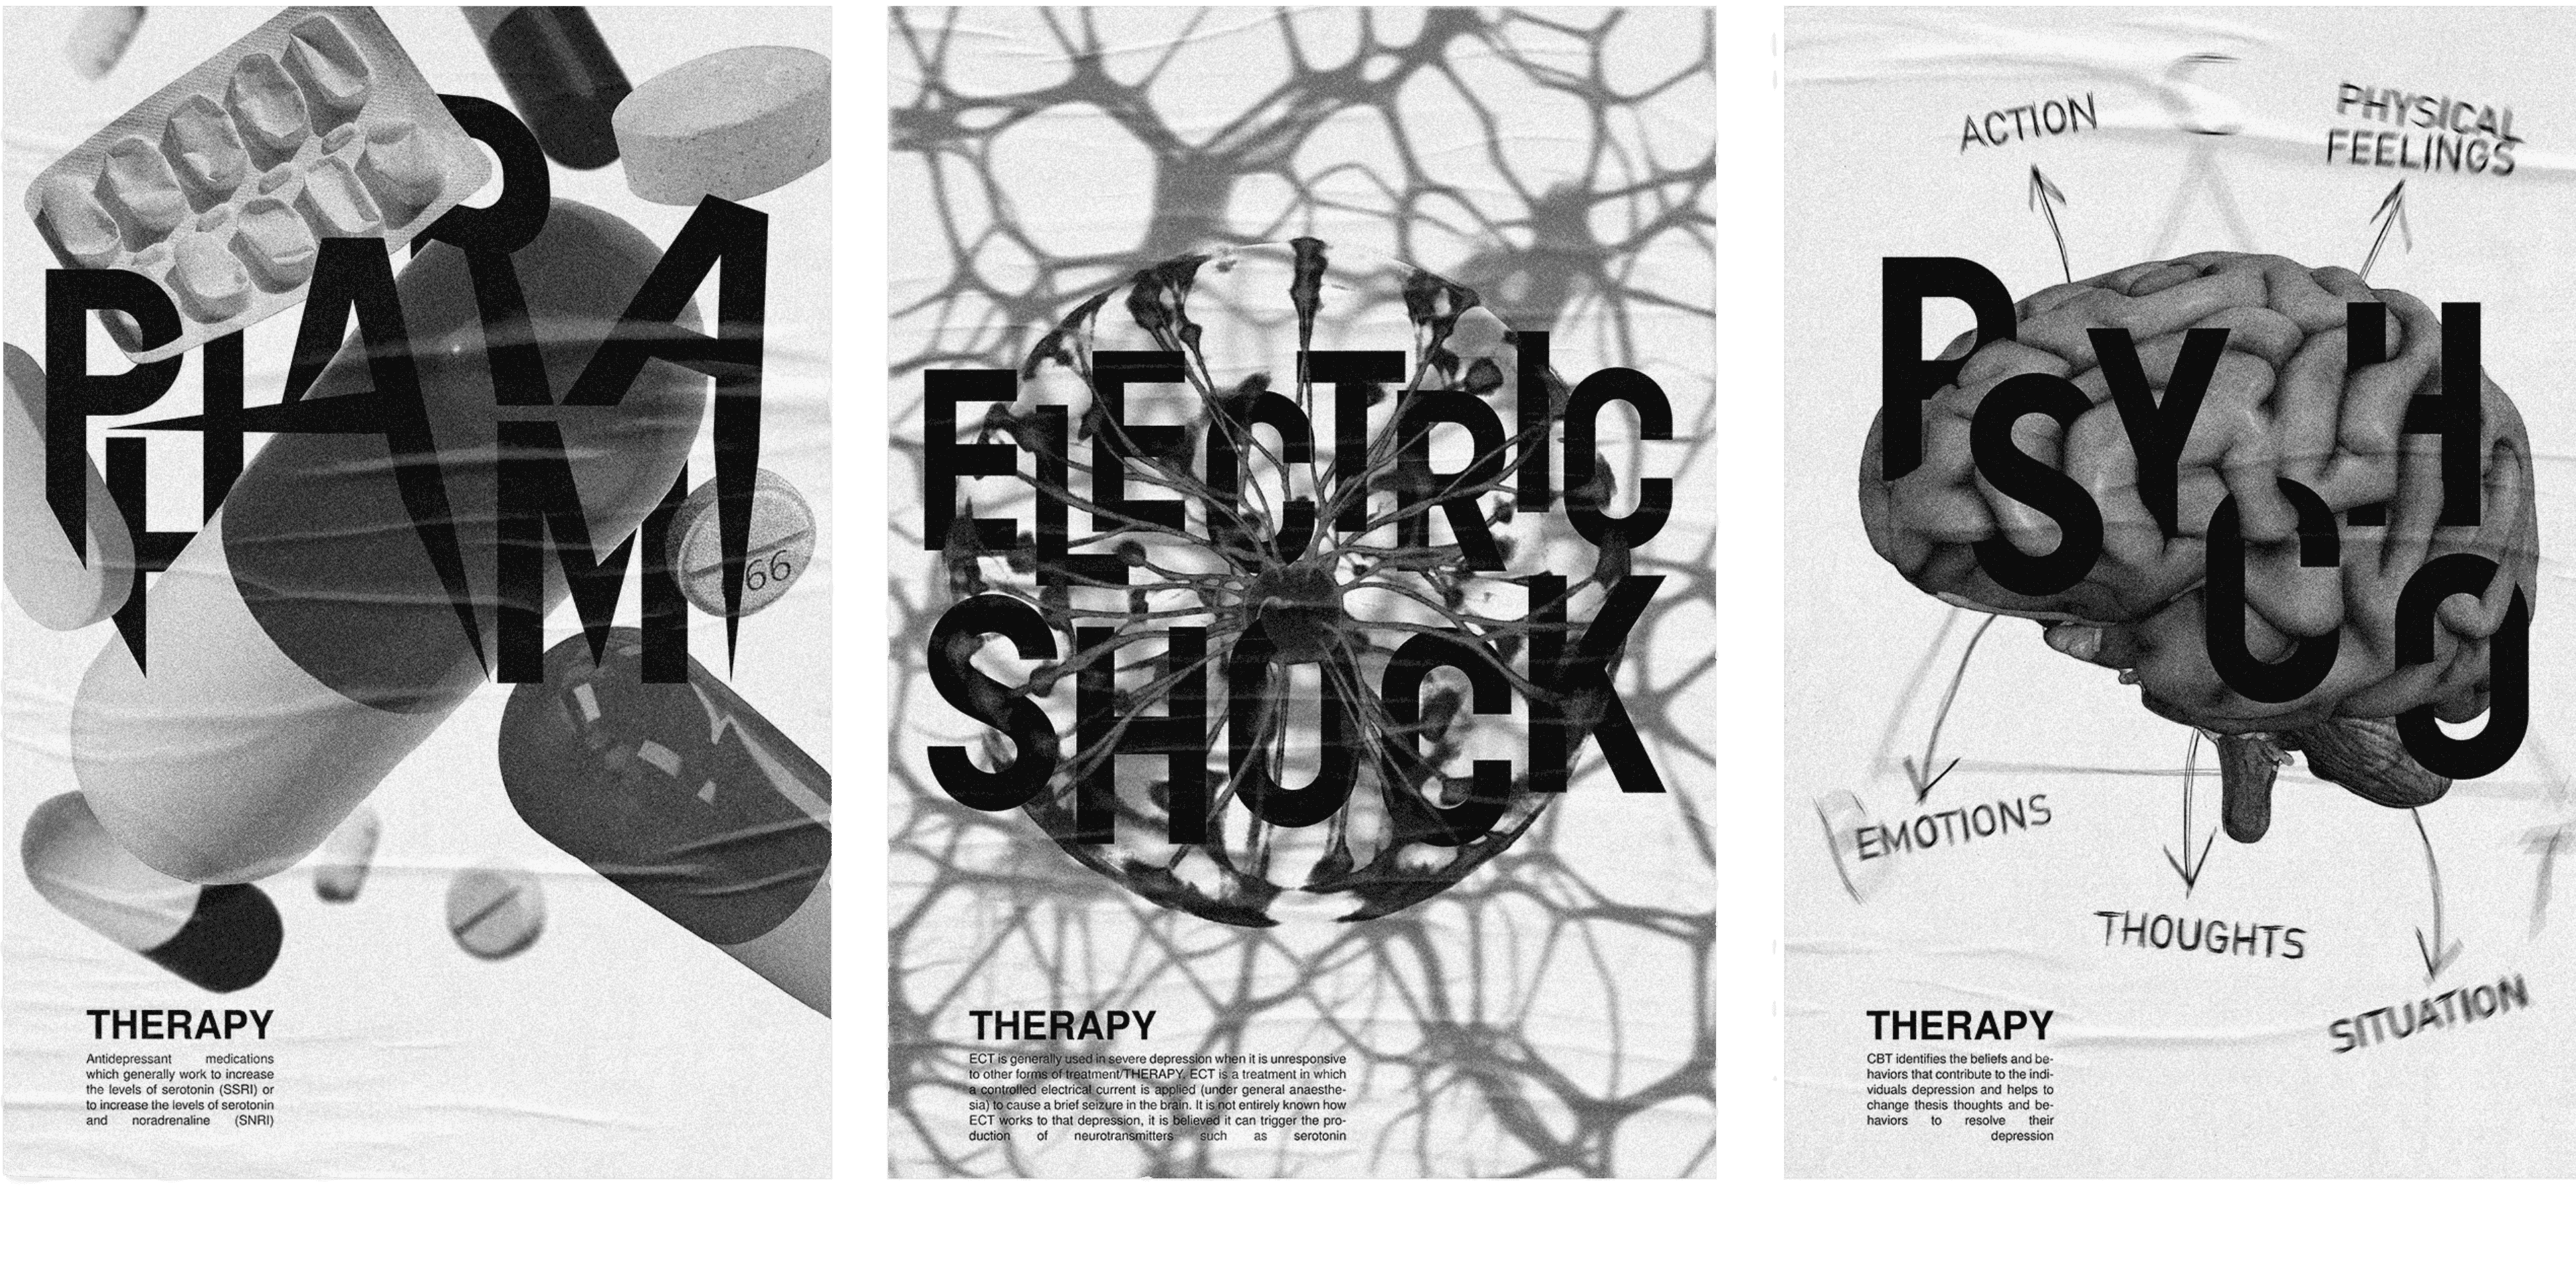 PHARMA
66
THERAPY
Antidepressant medications
which generally work to increase
the levels of serotonin (SSRI) or
to increase the levels of serotonin
and noradrenaline (SNRI)
ELECTRIC
SHOCK
THERAPY
ECT is generally used in severe depression when it is unresponsive
to other forms of treatment/THERAPY. ECT is a treatment in which
a controlled electrical current is applied (under general anaesthe-
sia) to cause a brief seizure in the brain. It is not entirely known how
ECT works to that depression, it is believed it can trigger the pro-
duction of neurotransmitters such as serotonin
ACTION
PHYSICAL
FEELINGS
PSYCHO
EMOTIONS
THOUGHTS
SITUATION
THERAPY
CBT identifies the beliefs and be-
haviors that contribute to the indi-
viduals depression and helps to
change thesis thoughts and be-
haviors to resolve their
depression